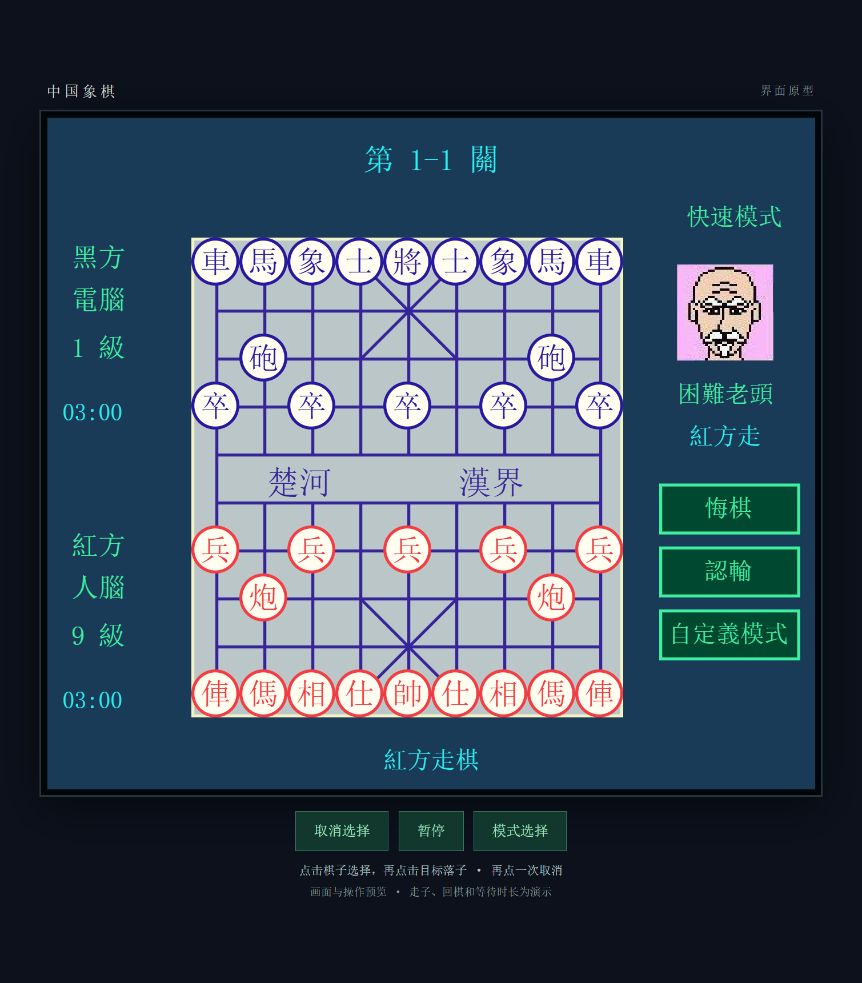 中国象棋
界面原型
第 1-1 關
快速模式
黑方
電腦
1 級
03:00
車馬象士將士象馬車
砲 砲
卒 卒 卒 卒 卒
楚河 漢界
兵 兵 兵 兵 兵
炮 炮
俥傌相仕帥仕相傌俥
紅方
人腦
9 級
03:00
困難老頭
紅方走
悔棋
認輸
自定義模式
紅方走棋
取消选择 暂停 模式选择
点击棋子选择，再点击目标落子 • 再点一次取消
画面与操作预览 • 走子、回棋和等待时长为演示